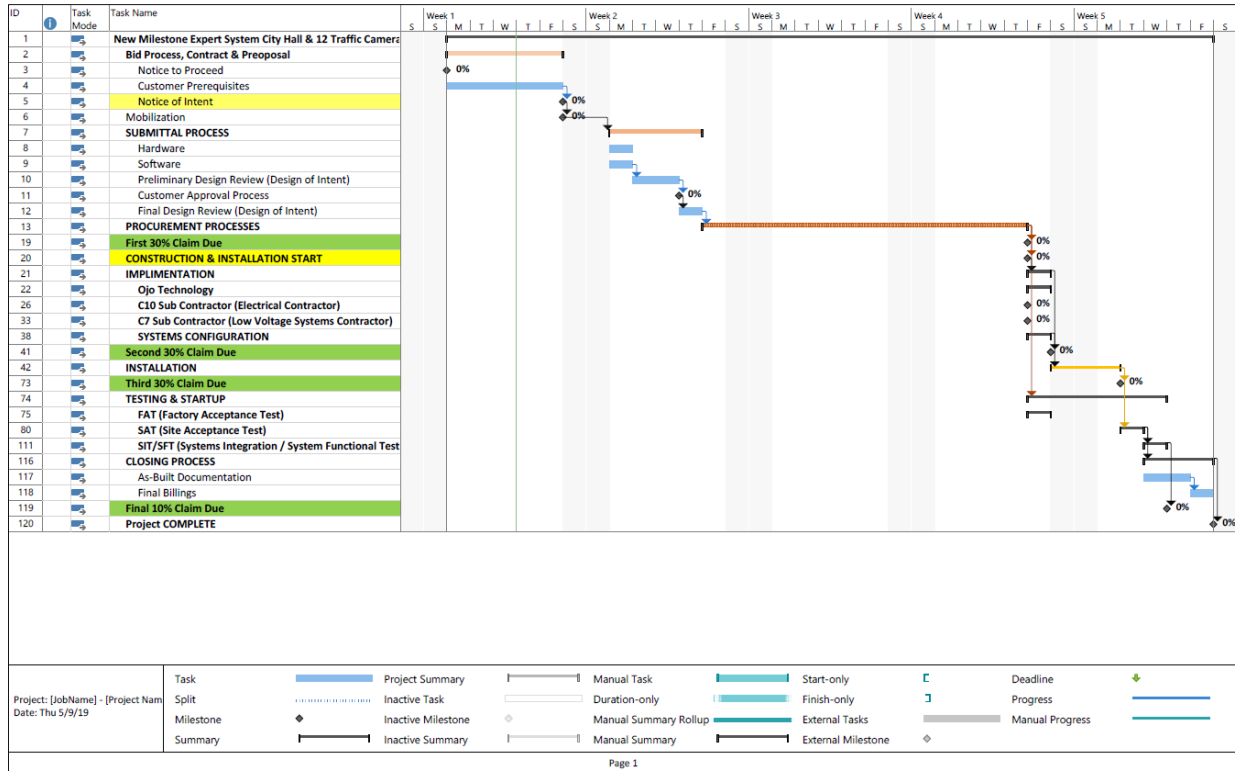 ID Task Mode Task Name
Week 1 Week 2 Week 3 Week 4 Week 5
S S M T W T F S S M T W T F S S M T W T F S S M T W T F S S M T W T F S
1 New Milestone Expert System City Hall & 12 Traffic Camera
2 Bid Process, Contract & Preoposal
3 Notice to Proceed 0%
4 Customer Prerequisites
5 Notice of Intent 0%
6 Mobilization 0%
7 SUBMITTAL PROCESS
8 Hardware
9 Software
10 Preliminary Design Review (Design of Intent)
11 Customer Approval Process 0%
12 Final Design Review (Design of Intent)
13 PROCUREMENT PROCESSES
19 First 30% Claim Due 0%
20 CONSTRUCTION & INSTALLATION START 0%
21 IMPLIMENTATION
22 Ojo Technology
26 C10 Sub Contractor (Electrical Contractor) 0%
33 C7 Sub Contractor (Low Voltage Systems Contractor) 0%
38 SYSTEMS CONFIGURATION
41 Second 30% Claim Due 0%
42 INSTALLATION
73 Third 30% Claim Due 0%
74 TESTING & STARTUP
75 FAT (Factory Acceptance Test)
80 SAT (Site Acceptance Test)
111 SIT/SFT (Systems Integration / System Functional Test
116 CLOSING PROCESS
117 As-Built Documentation
118 Final Billings
119 Final 10% Claim Due 0%
120 Project COMPLETE 0%
Project: [JobName] - [Project Nam
Date: Thu 5/9/19
Task Project Summary Manual Task Start-only Deadline
Split Inactive Task Duration-only Finish-only Progress
Milestone Inactive Milestone Manual Summary Rollup External Tasks Manual Progress
Summary Inactive Summary Manual Summary External Milestone
Page 1